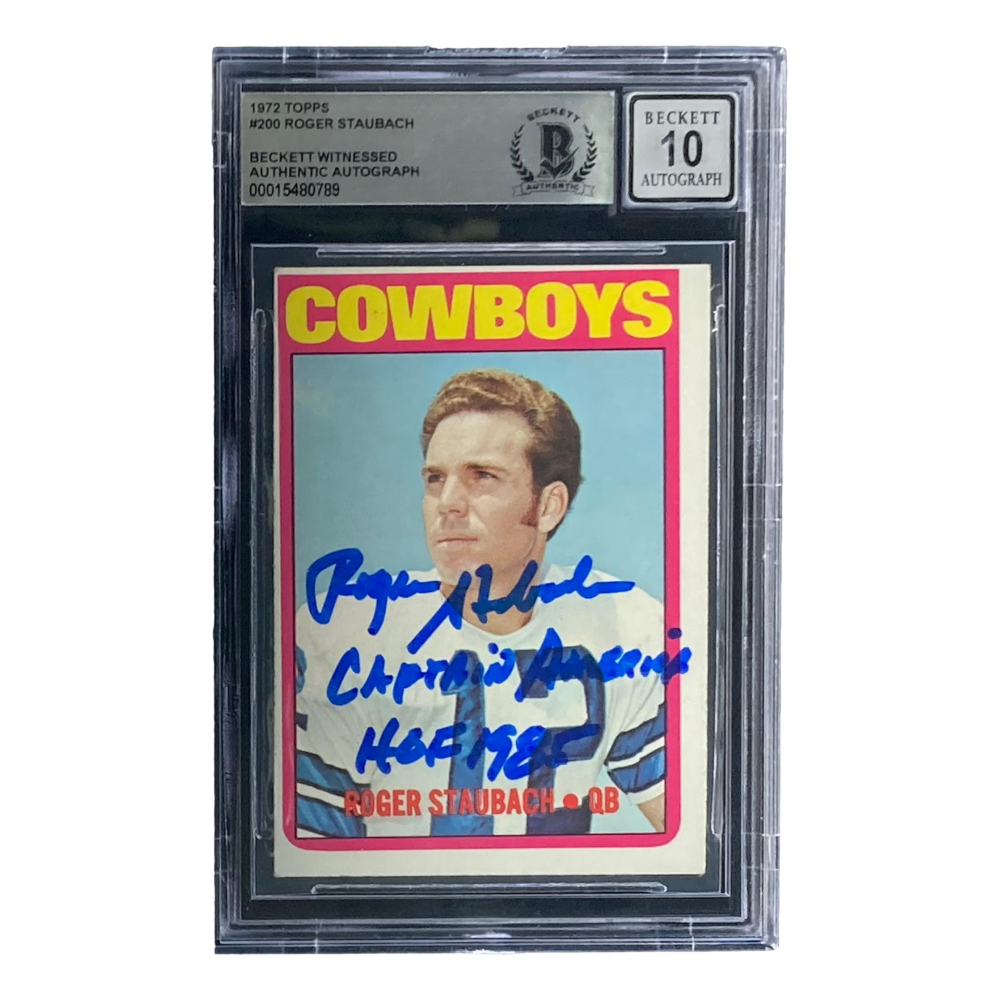 1972 TOPPS
#200 ROGER STAUBACH
BECKETT WITNESSED
AUTHENTIC AUTOGRAPH
00015480789
BECKETT
B
AUTHENTIC
BECKETT
10
AUTOGRAPH
COWBOYS
Roger Staubach
CAPTAIN AMERICA
HOF 1985
12
ROGER STAUBACH • QB